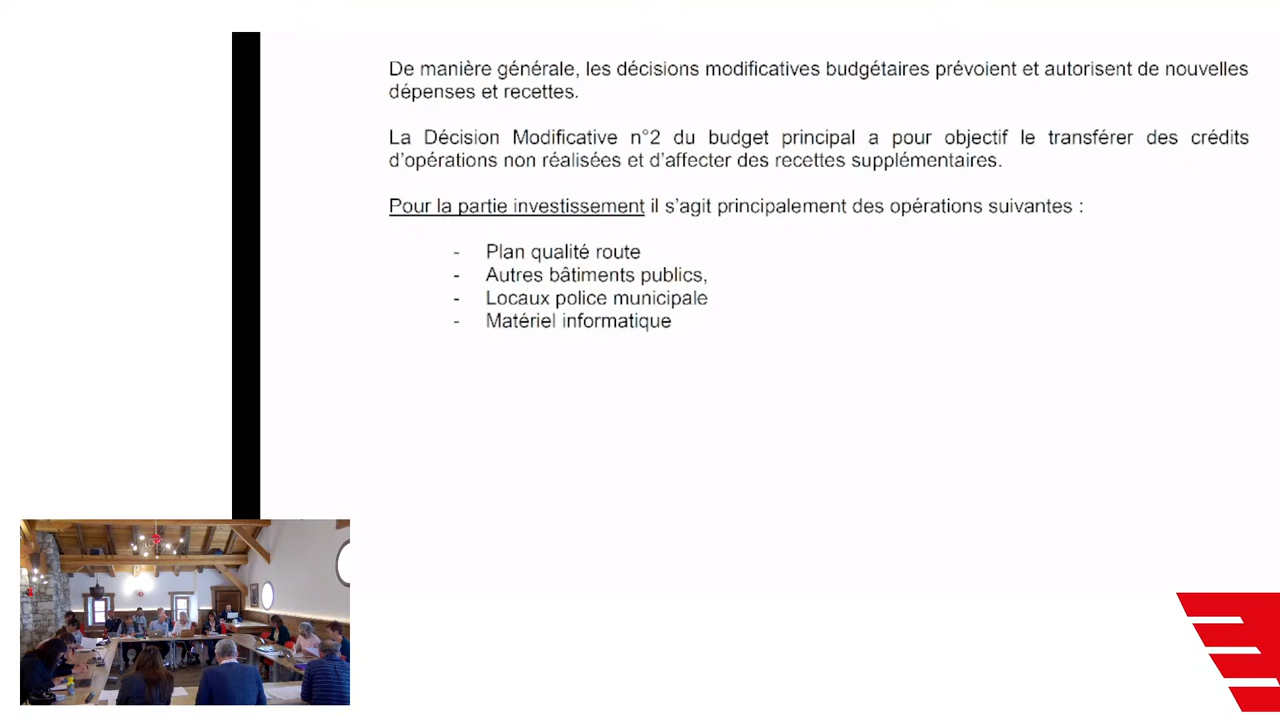 De manière générale, les décisions modificatives budgétaires prévoient et autorisent de nouvelles
dépenses et recettes.
La Décision Modificative n°2 du budget principal a pour objectif le transférer des crédits
d'opérations non réalisées et d'affecter des recettes supplémentaires.
Pour la partie investissement il s'agit principalement des opérations suivantes :
- Plan qualité route
- Autres bâtiments publics,
- Locaux police municipale
- Matériel informatique